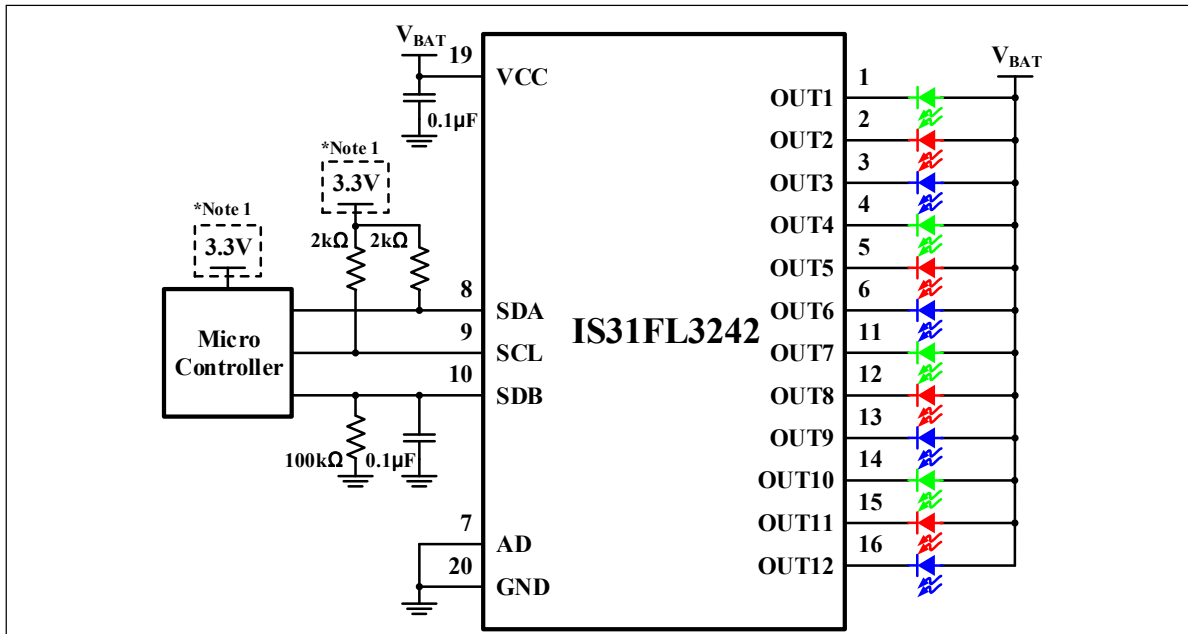 V_BAT
19
VCC
0.1μF
*Note 1
3.3V
*Note 1
3.3V
2kΩ 2kΩ
Micro
Controller
8
SDA
9
SCL
10
SDB
100kΩ 0.1μF
7
AD
20
GND
IS31FL3242
V_BAT
1
OUT1
2
OUT2
3
OUT3
4
OUT4
5
OUT5
6
OUT6
11
OUT7
12
OUT8
13
OUT9
14
OUT10
15
OUT11
16
OUT12